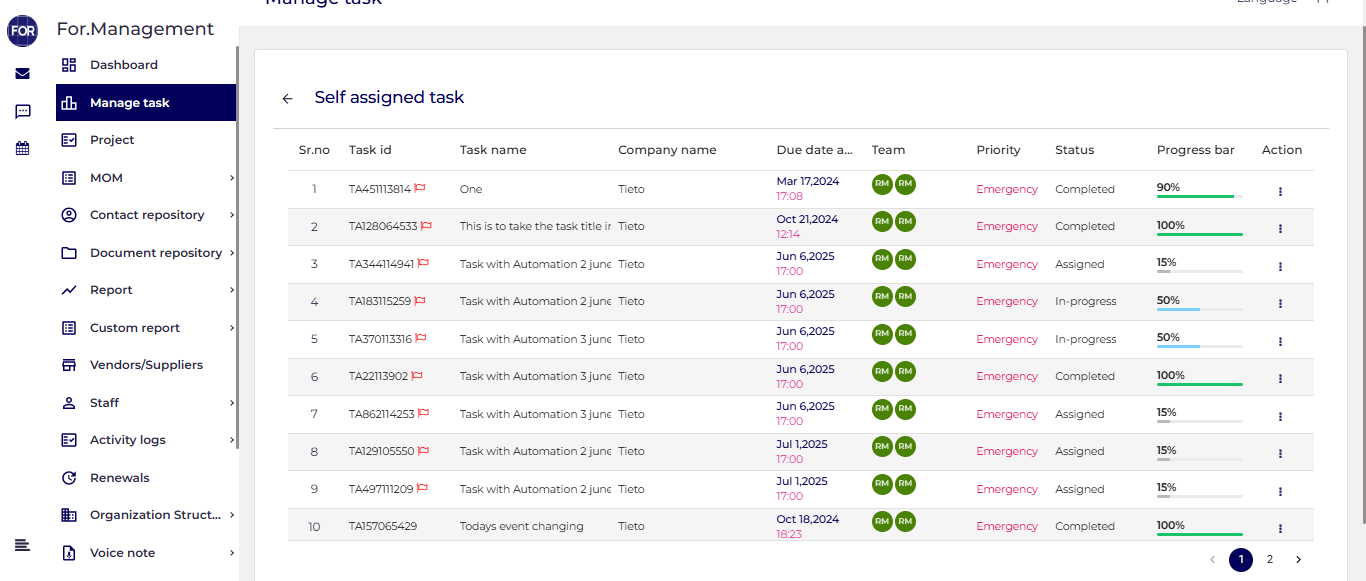 Manage task
Language
FOR
For.Management
Dashboard
Manage task
Project
MOM
Contact repository
Document repository
Report
Custom report
Vendors/Suppliers
Staff
Activity logs
Renewals
Organization Struct...
Voice note
Self assigned task
Sr.no Task id Task name Company name Due date a... Team Priority Status Progress bar Action
1 TA451113814 One Tieto Mar 17,2024 17:08 RM RM Emergency Completed 90%
2 TA128064533 This is to take the task title in Tieto Oct 21,2024 12:14 RM RM Emergency Completed 100%
3 TA344114941 Task with Automation 2 june Tieto Jun 6,2025 17:00 RM RM Emergency Assigned 15%
4 TA183115259 Task with Automation 2 june Tieto Jun 6,2025 17:00 RM RM Emergency In-progress 50%
5 TA370113316 Task with Automation 3 june Tieto Jun 6,2025 17:00 RM RM Emergency In-progress 50%
6 TA22113902 Task with Automation 3 june Tieto Jun 6,2025 17:00 RM RM Emergency Completed 100%
7 TA862114253 Task with Automation 3 june Tieto Jun 6,2025 17:00 RM RM Emergency Assigned 15%
8 TA129105550 Task with Automation 2 june Tieto Jul 1,2025 17:00 RM RM Emergency Assigned 15%
9 TA497111209 Task with Automation 2 june Tieto Jul 1,2025 17:00 RM RM Emergency Assigned 15%
10 TA157065429 Todays event changing Tieto Oct 18,2024 18:23 RM RM Emergency Completed 100%
1 2